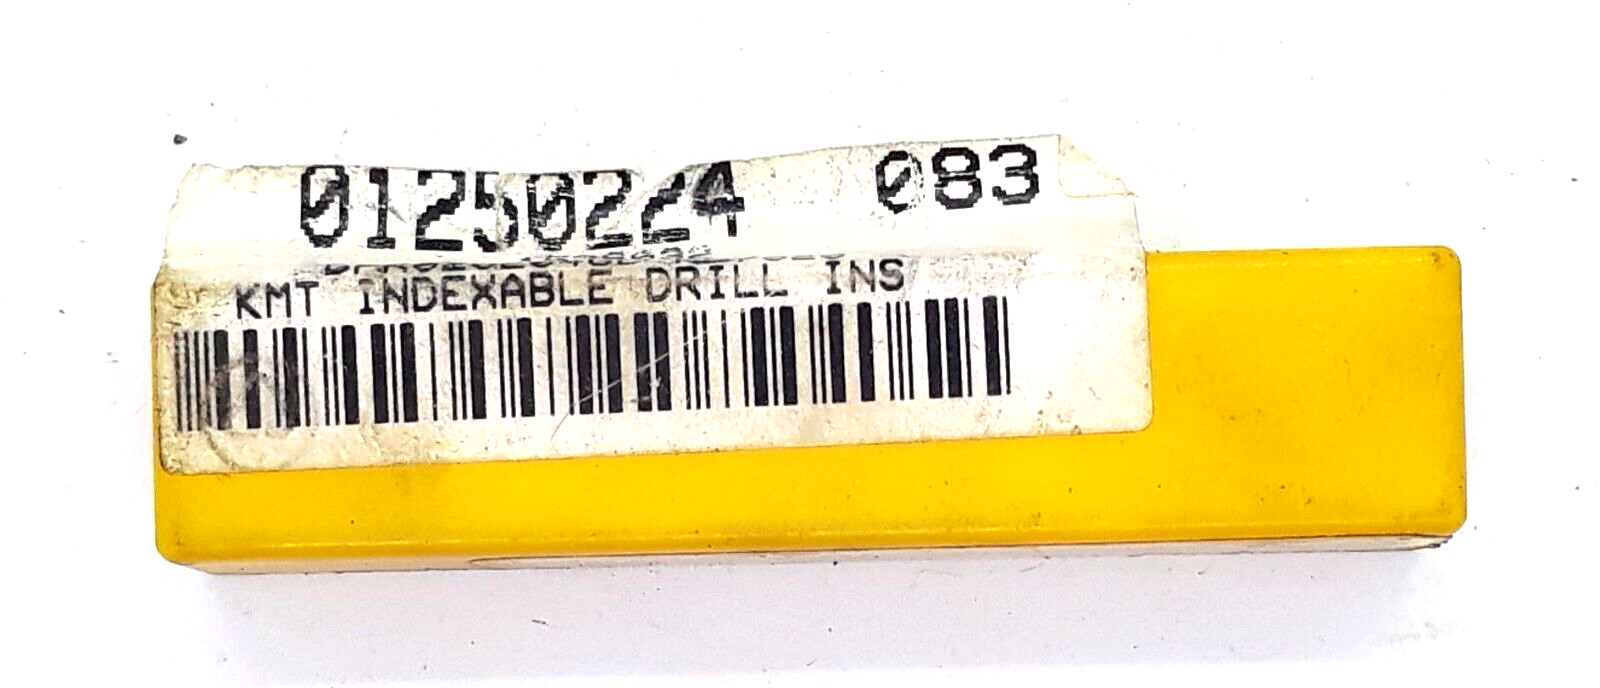 01250224 083
KMT INDEXABLE DRILL INS